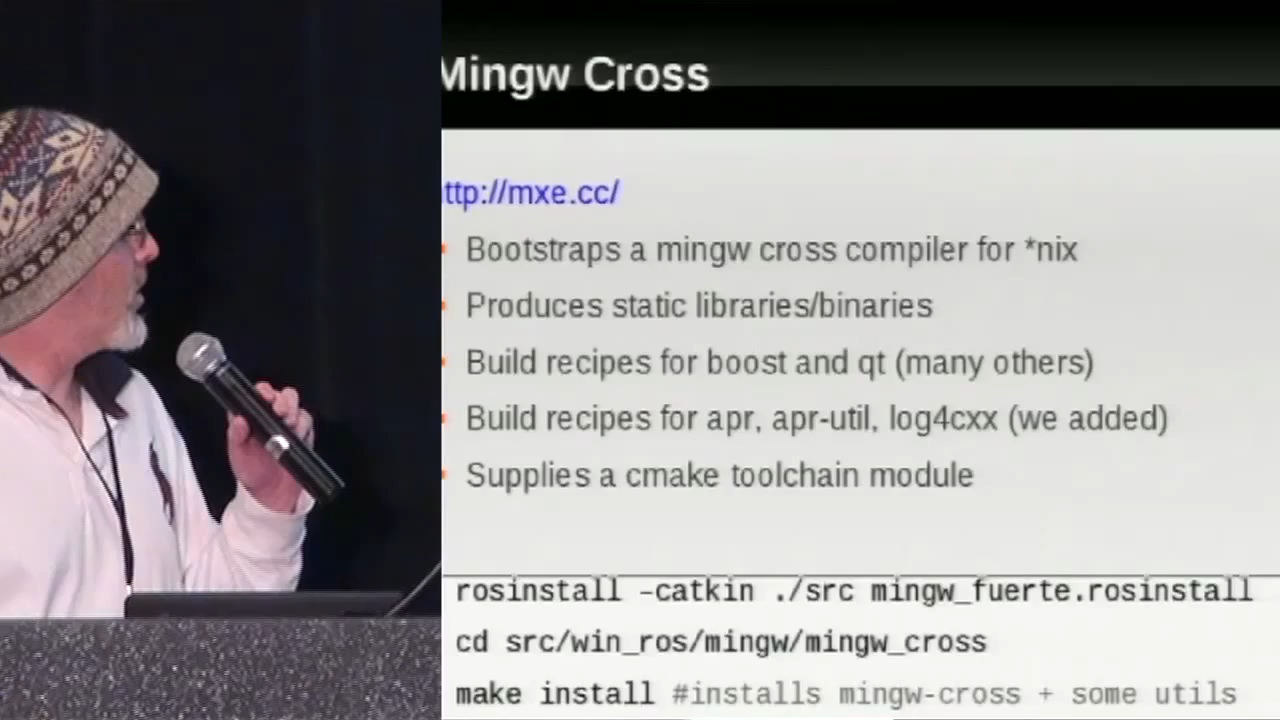 Mingw Cross
ttp://mxe.cc/
Bootstraps a mingw cross compiler for *nix
Produces static libraries/binaries
Build recipes for boost and qt (many others)
Build recipes for apr, apr-util, log4cxx (we added)
Supplies a cmake toolchain module
rosinstall –catkin ./src mingw_fuerte.rosinstall
cd src/win_ros/mingw/mingw_cross
make install #installs mingw-cross + some utils